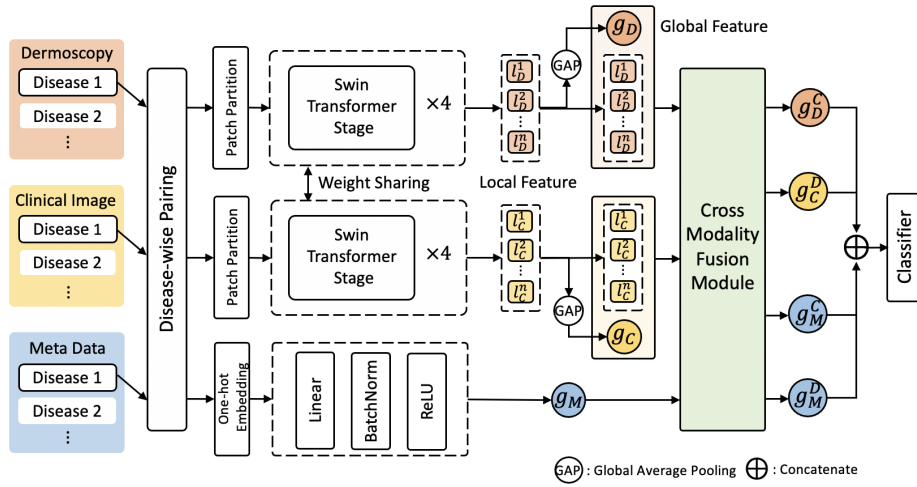 Dermoscopy
Disease 1
Disease 2
⋮
Clinical Image
Disease 1
Disease 2
⋮
Meta Data
Disease 1
Disease 2
⋮
Disease-wise Pairing
Patch Partition
Swin
Transformer
Stage
×4
Weight Sharing
Patch Partition
Swin
Transformer
Stage
×4
One-hot
Embedding
Linear
BatchNorm
ReLU
l_D^1
l_D^2
⋮
l_D^n
Local Feature
l_C^1
l_C^2
⋮
l_C^n
GAP
g_D
Global Feature
l_D^1
l_D^2
⋮
l_D^n
l_C^1
l_C^2
⋮
l_C^n
GAP
g_C
g_M
Cross
Modality
Fusion
Module
g_D^C
g_C^D
g_M^C
g_M^D
Classifier
GAP : Global Average Pooling
⊕ : Concatenate